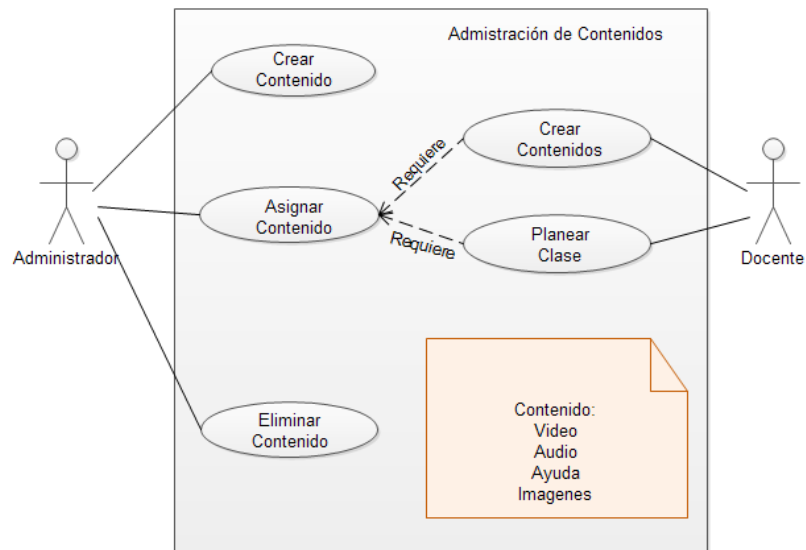 Admistración de Contenidos
Crear
Contenido
Crear
Contenidos
Requiere
Asignar
Contenido
Requiere
Planear
Clase
Administrador
Docente
Eliminar
Contenido
Contenido:
Video
Audio
Ayuda
Imagenes